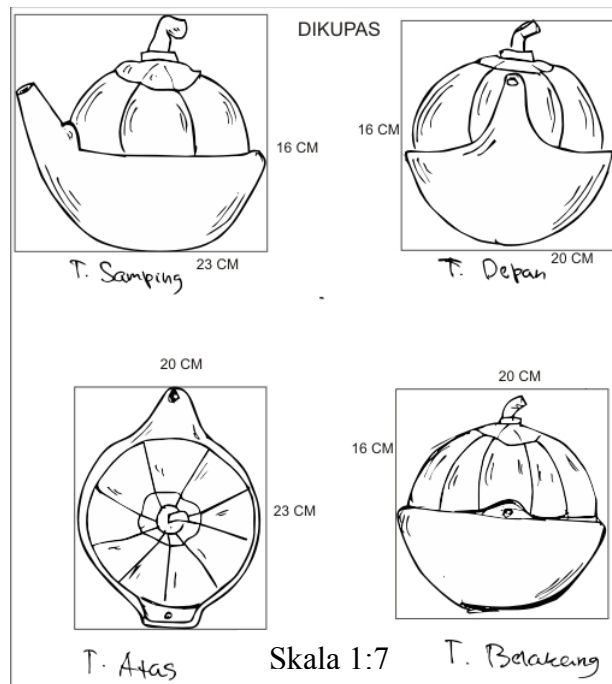 DIKUPAS
16 CM
23 CM
T. Samping
16 CM
20 CM
T. Depan
20 CM
23 CM
T. Atas
20 CM
16 CM
T. Belakang
Skala 1:7